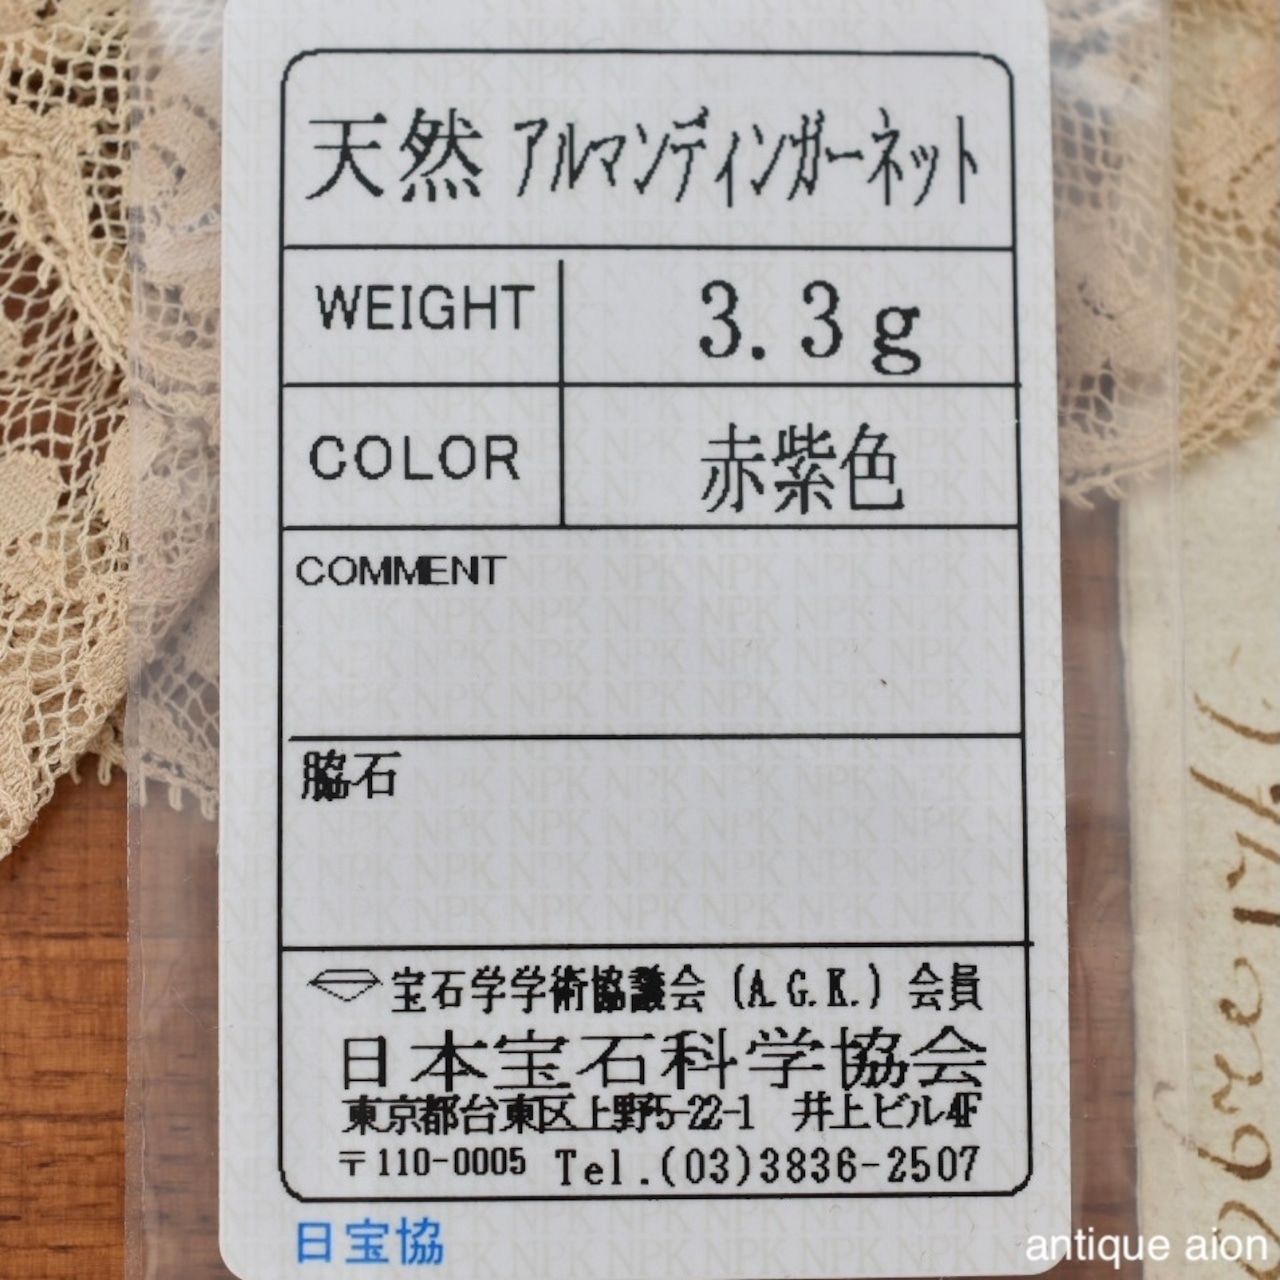 天然 アルマンディンガーネット
WEIGHT 3.3g
COLOR 赤紫色
COMMENT
脇石
宝石学学術協議会 (A.G.K.) 会員
日本宝石科学協会
東京都台東区上野5-22-1 井上ビル4F
〒110-0005 Tel.(03)3836-2507
日宝協
antique aion